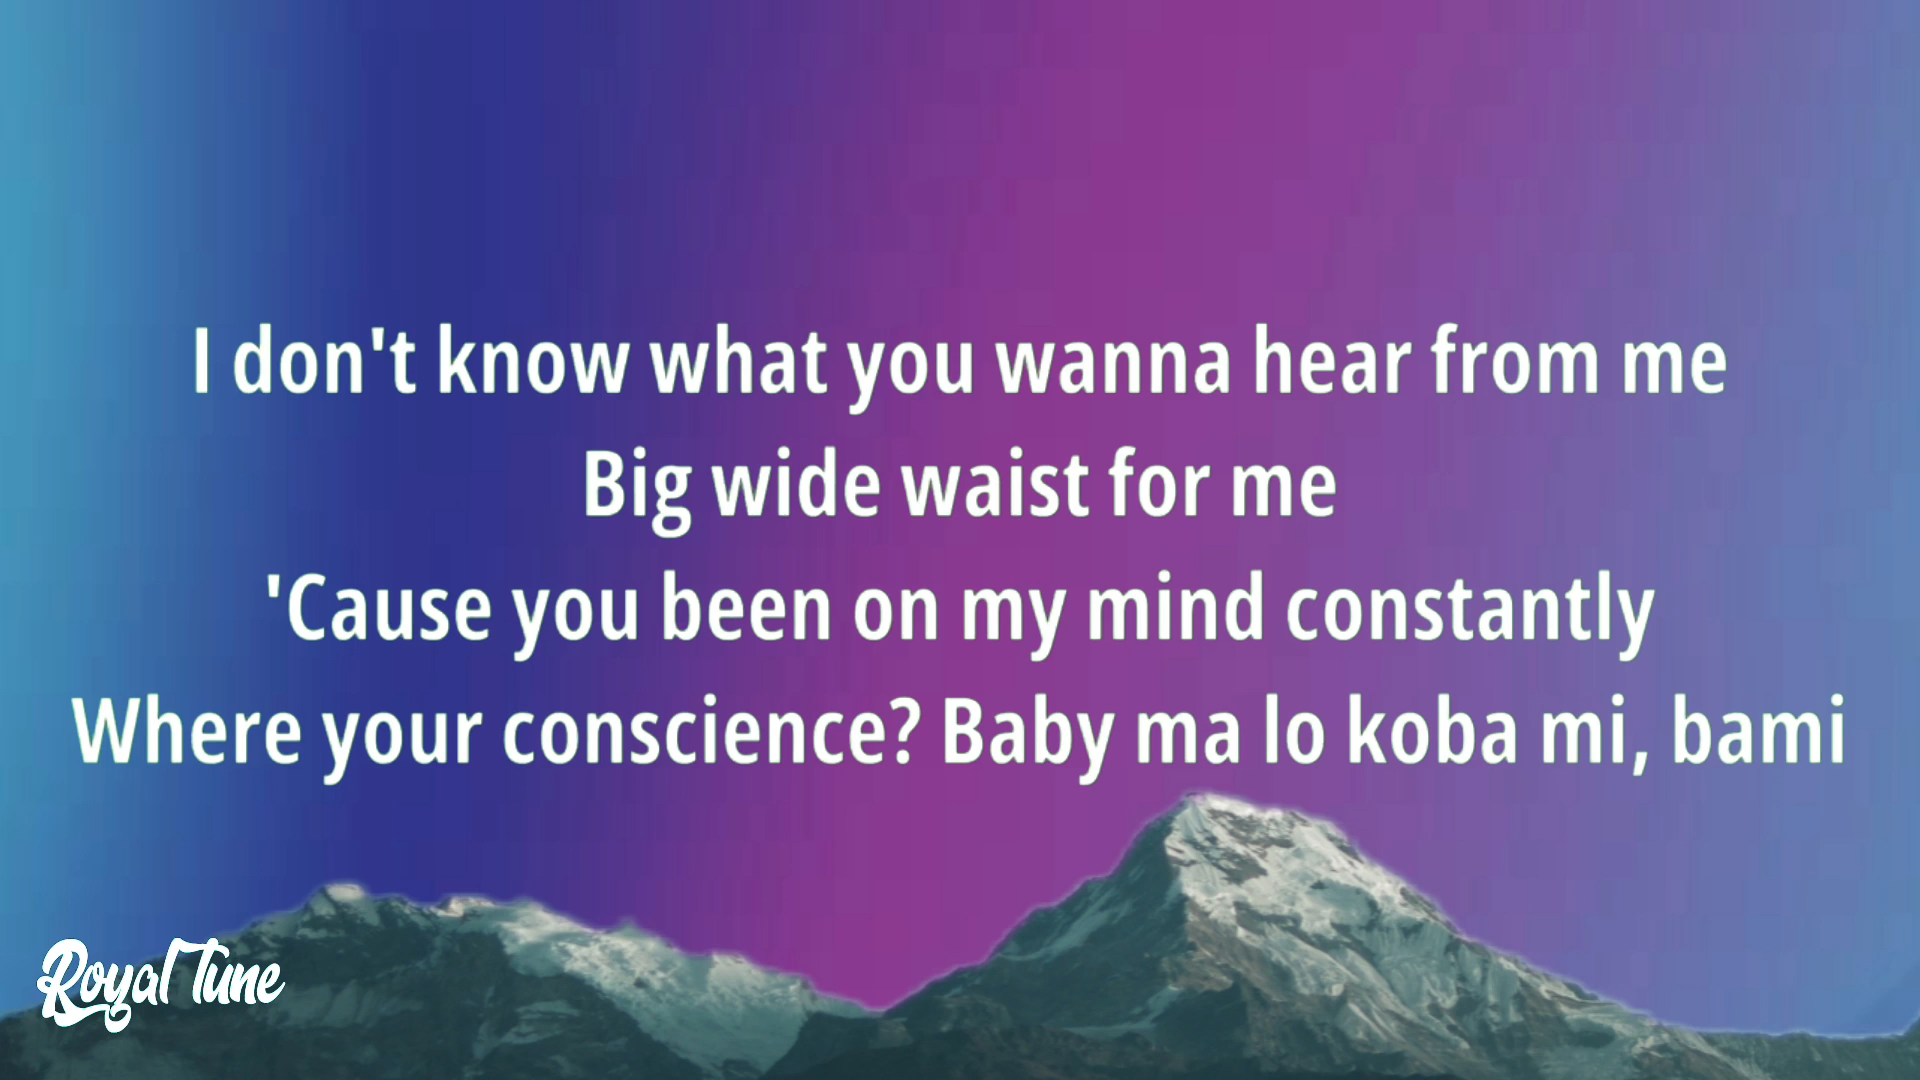 I don't know what you wanna hear from me
Big wide waist for me
'Cause you been on my mind constantly
Where your conscience? Baby ma lo koba mi, bami
Royal Tune